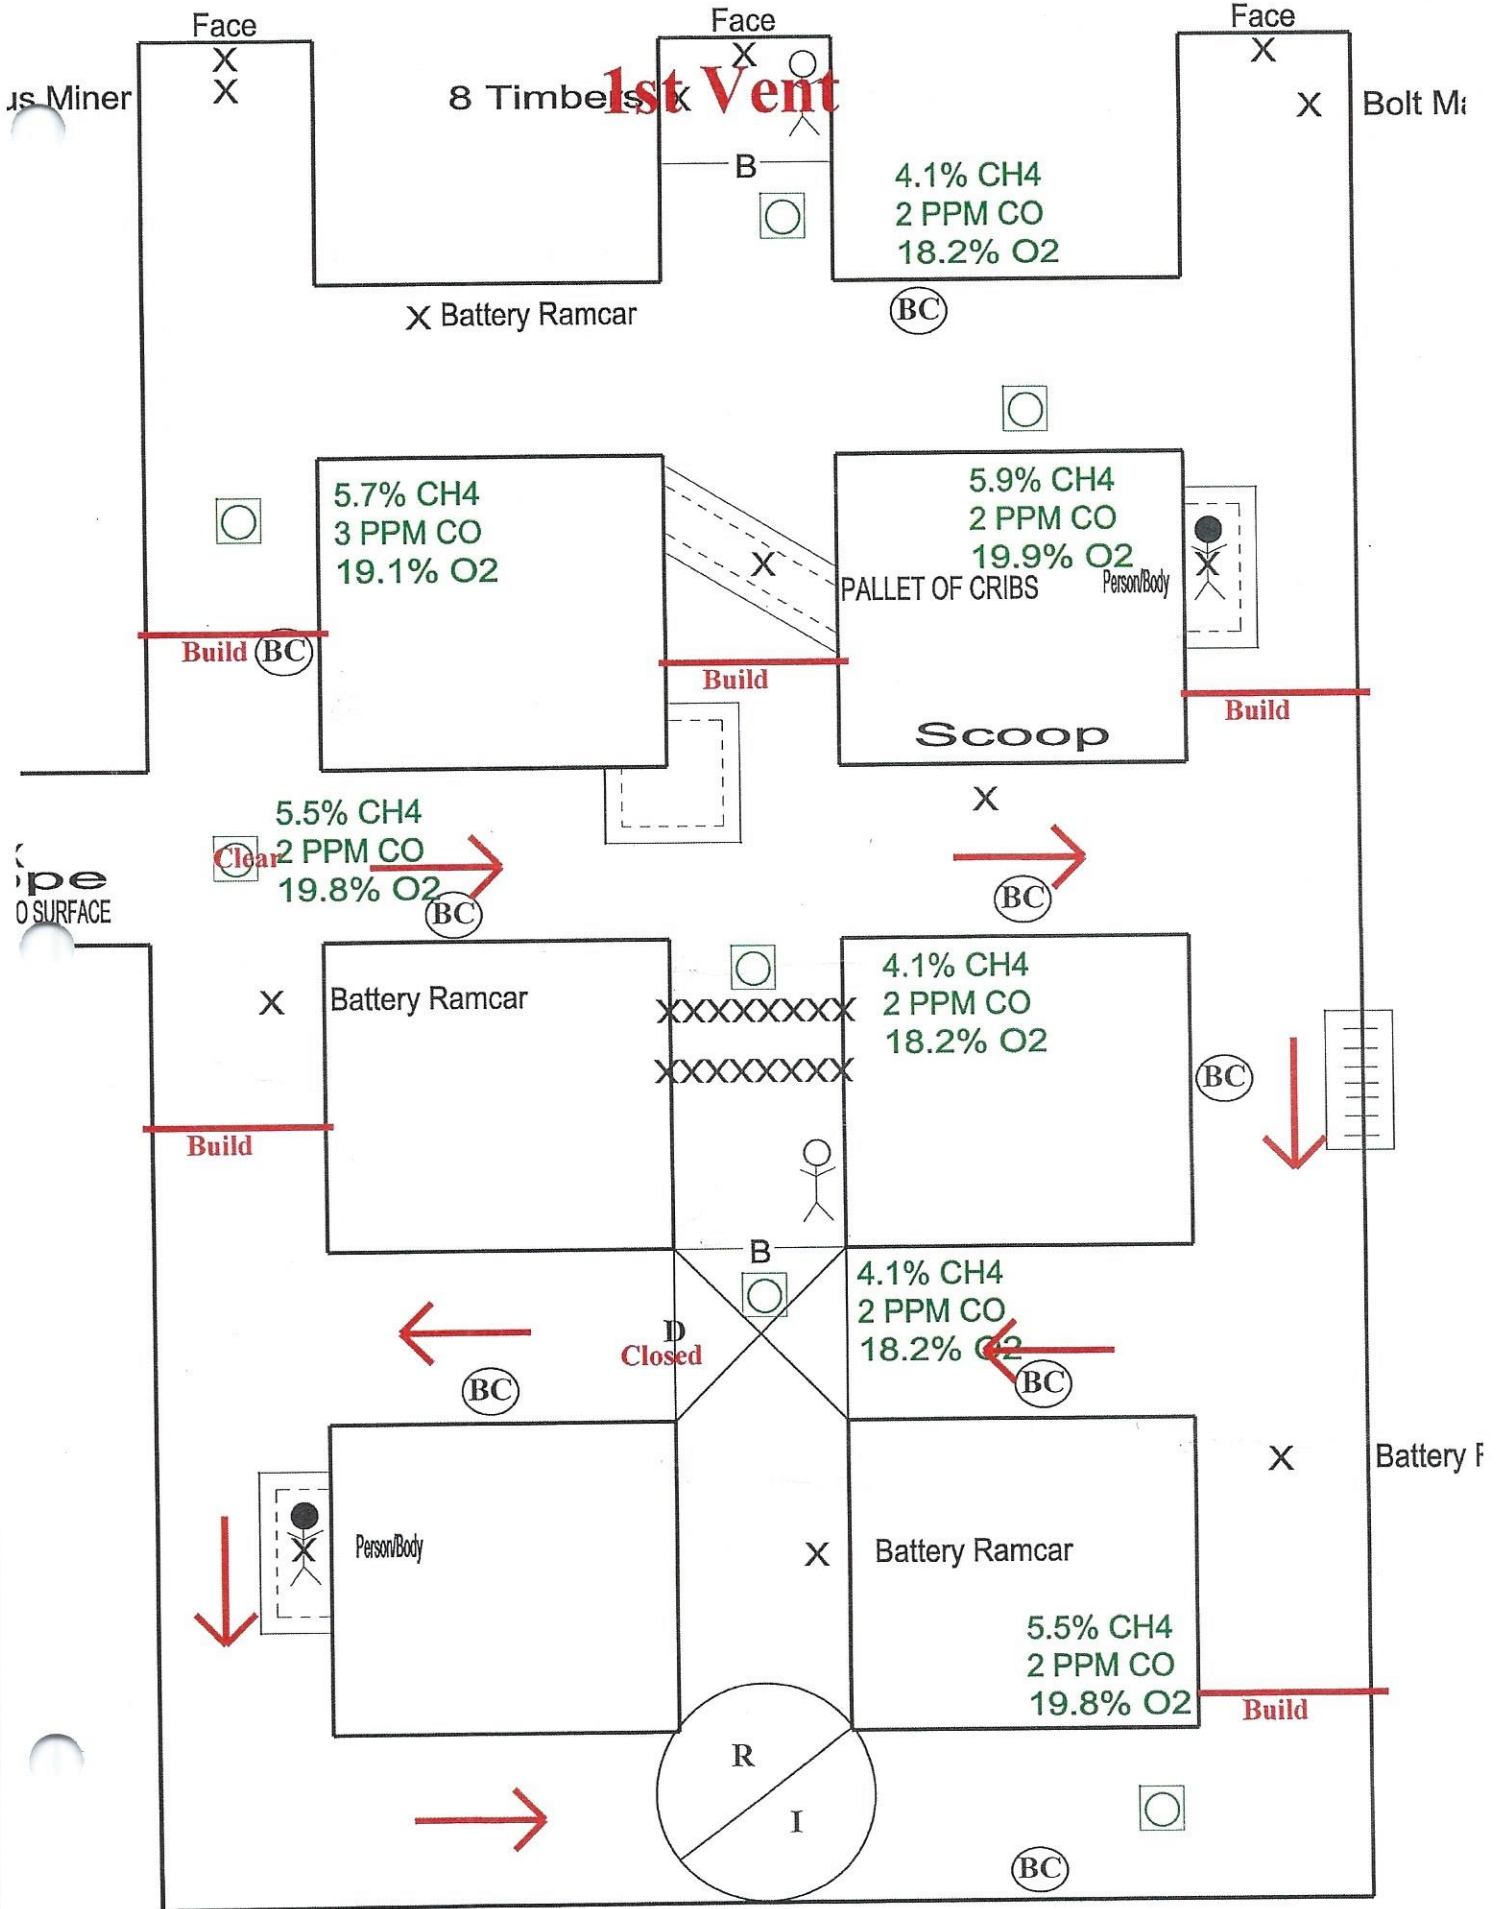 Face
Face
Face
X
X
X
X
us Miner
X
8 Timbers
X
1st Vent
X
Bolt Ma
B
4.1% CH4
2 PPM CO
18.2% O2
X Battery Ramcar
BC
5.7% CH4
3 PPM CO
19.1% O2
5.9% CH4
2 PPM CO
19.9% O2
X
X
PALLET OF CRIBS
Person/Body
Build
BC
Build
Build
Scoop
X
5.5% CH4
2 PPM CO
19.8% O2
Clear
pe
O SURFACE
BC
BC
X
Battery Ramcar
4.1% CH4
2 PPM CO
18.2% O2
XXXXXXXX
XXXXXXXX
BC
Build
B
4.1% CH4
2 PPM CO
18.2% O2
D
Closed
BC
BC
X
Battery R
X
Person/Body
X
Battery Ramcar
5.5% CH4
2 PPM CO
19.8% O2
Build
R
I
BC